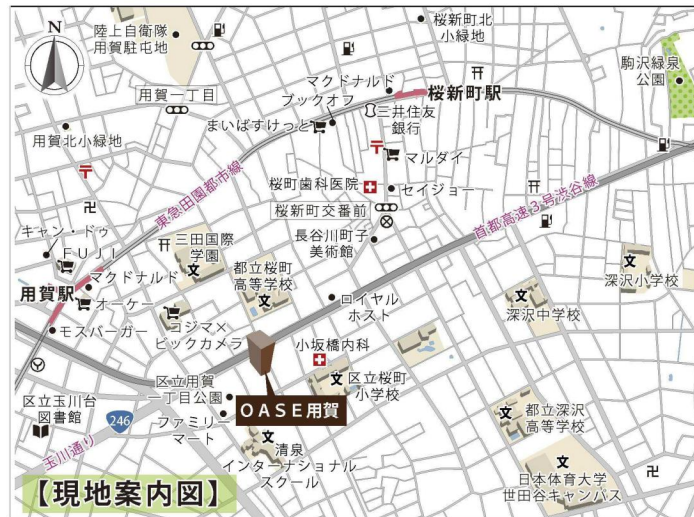 N
陸上自衛隊
用賀駐屯地
桜新町北
小緑地
駒沢緑泉
公園
マクドナルド
桜新町駅
用賀一丁目
ブックオフ
まいばすけっと
三井住友
銀行
用賀北小緑地
マルダイ
東急田園都市線
桜町歯科医院
セイジョー
首都高速3号渋谷線
桜新町交番前
キャン・ドゥ
FUJI
三田国際
学園
長谷川町子
美術館
都立桜町
高等学校
深沢小学校
マクドナルド
用賀駅
オーケー
ロイヤル
ホスト
深沢中学校
モスバーガー
コジマ×
ビックカメラ
小坂橋内科
区立用賀
一丁目公園
区立桜町
小学校
区立玉川台
図書館
OASE用賀
246
ファミリー
マート
都立深沢
高等学校
玉川通り
清泉
インターナショナル
スクール
日本体育大学
世田谷キャンパス
【現地案内図】